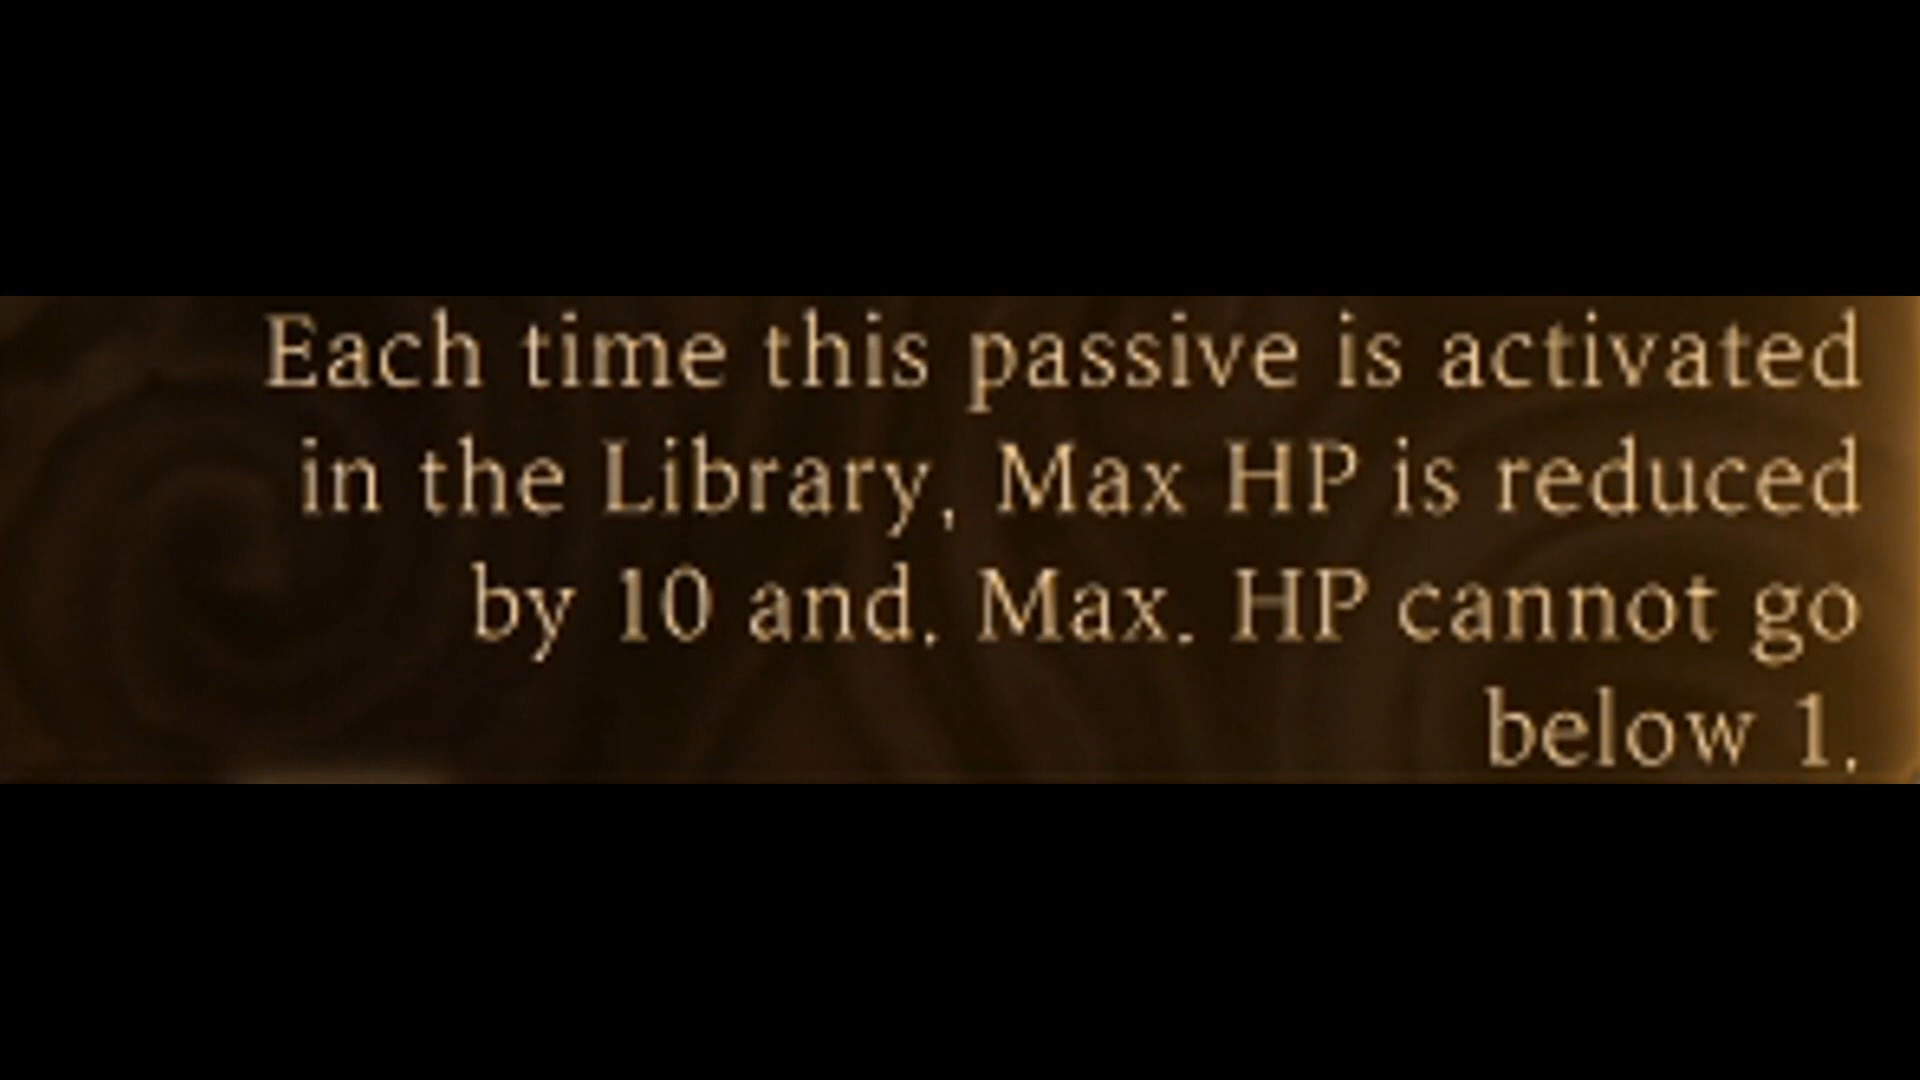 Each time this passive is activated
in the Library, Max HP is reduced
by 10 and. Max. HP cannot go
below 1.